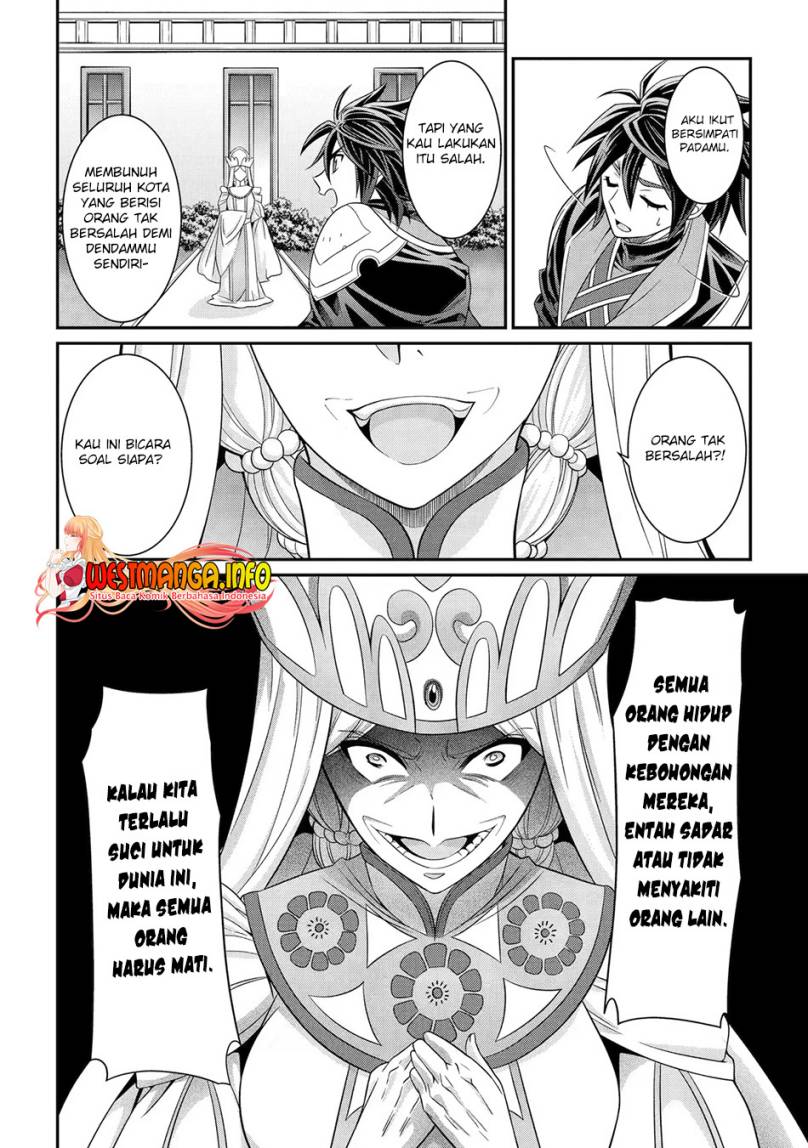 AKU IKUT
BERSIMPATI
PADAMU.
TAPI YANG
KAU LAKUKAN
ITU SALAH.
MEMBUNUH
SELURUH KOTA
YANG BERISI
ORANG TAK
BERSALAH DEMI
DENDAMMU
SENDIRI-
ORANG TAK
BERSALAH?!
KAU INI BICARA
SOAL SIAPA?
WESTMANGA.INFO
Situs Baca Komik Berbahasa Indonesia
SEMUA
ORANG HIDUP
DENGAN
KEBOHONGAN
MEREKA,
ENTAH SADAR
ATAU TIDAK
MENYAKITI
ORANG LAIN.
KALAU KITA
TERLALU
SUCI UNTUK
DUNIA INI,
MAKA SEMUA
ORANG
HARUS MATI.